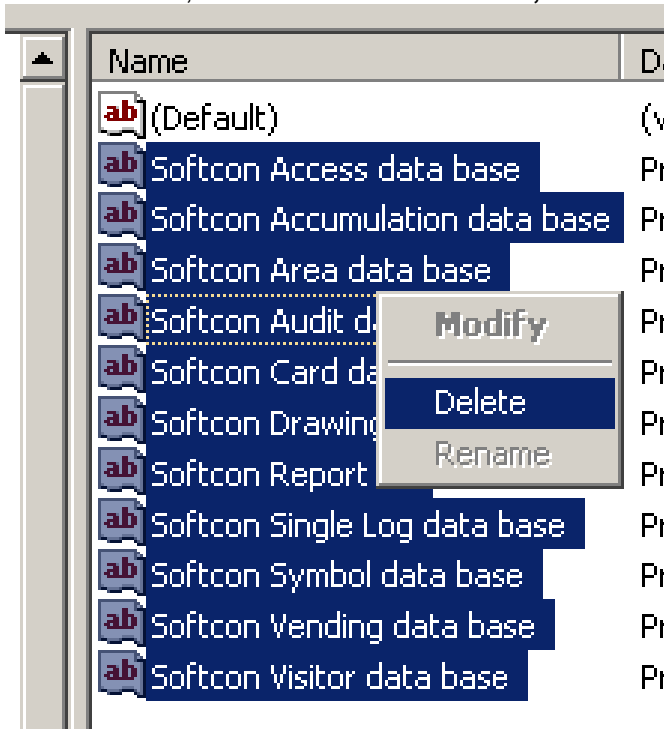 Name
(Default)
Softcon Access data base
Softcon Accumulation data base
Softcon Area data base
Softcon Audit d
Modify
Softcon Card da
Delete
Softcon Drawing
Rename
Softcon Report
Softcon Single Log data base
Softcon Symbol data base
Softcon Vending data base
Softcon Visitor data base